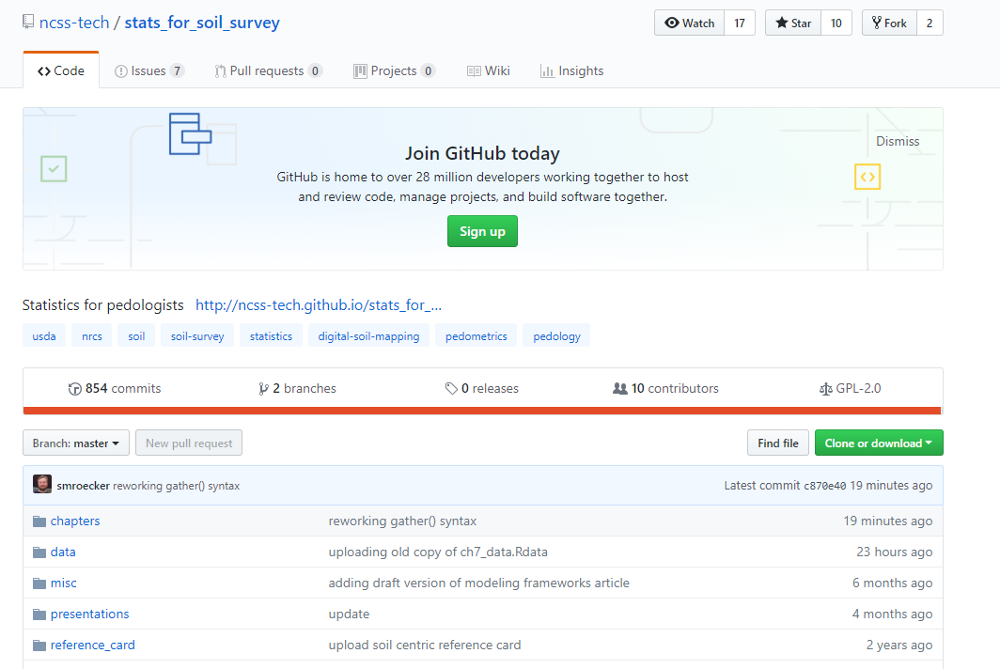 ncss-tech / stats_for_soil_survey
Watch 17
Star 10
Fork 2
Code
Issues 7
Pull requests 0
Projects 0
Wiki
Insights
Join GitHub today
Dismiss
GitHub is home to over 28 million developers working together to host
and review code, manage projects, and build software together.
Sign up
Statistics for pedologists http://ncss-tech.github.io/stats_for_...
usda nrcs soil soil-survey statistics digital-soil-mapping pedometrics pedology
854 commits 2 branches 0 releases 10 contributors GPL-2.0
Branch: master New pull request Find file Clone or download
smroecker reworking gather() syntax Latest commit c870e40 19 minutes ago
chapters reworking gather() syntax 19 minutes ago
data uploading old copy of ch7_data.Rdata 23 hours ago
misc adding draft version of modeling frameworks article 6 months ago
presentations update 4 months ago
reference_card upload soil centric reference card 2 years ago